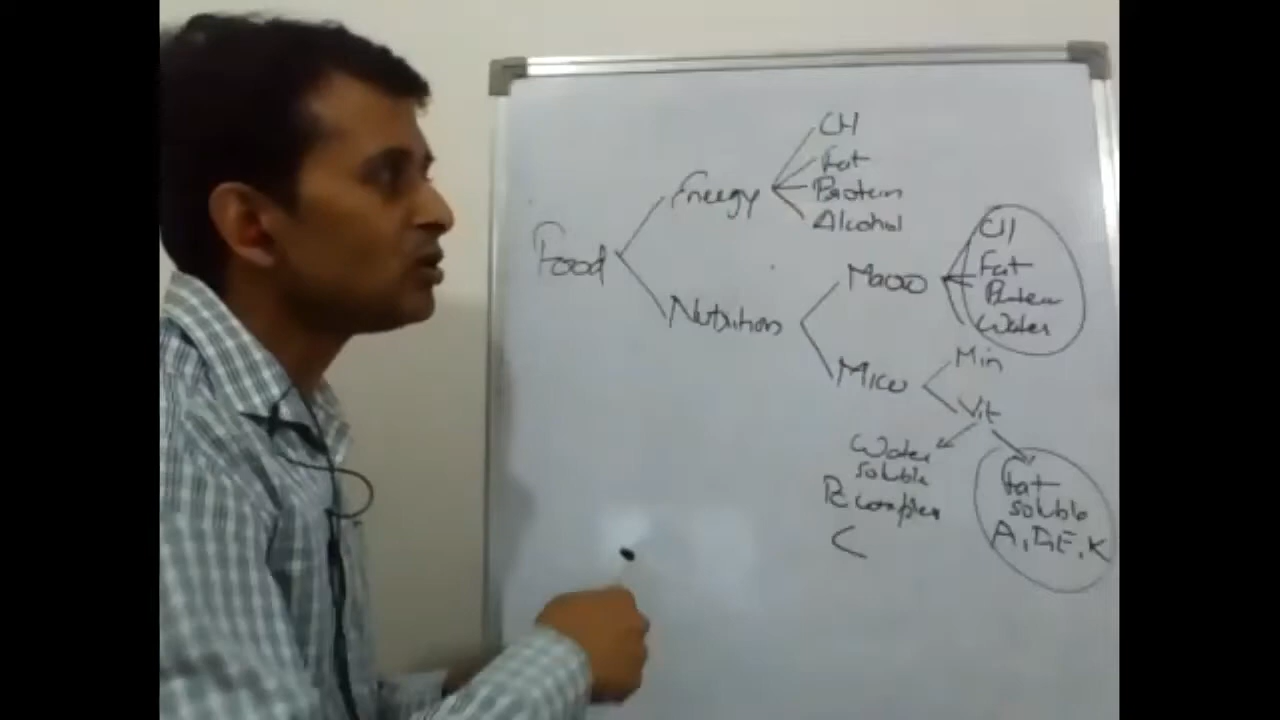 Food
Energy
CH
Fat
Protein
Alcohol
Nutrition
Macro
CH
Fat
Protein
Water
Micro
Min
Vit
Water
soluble
B complex
C
Fat
soluble
A, D, E, K